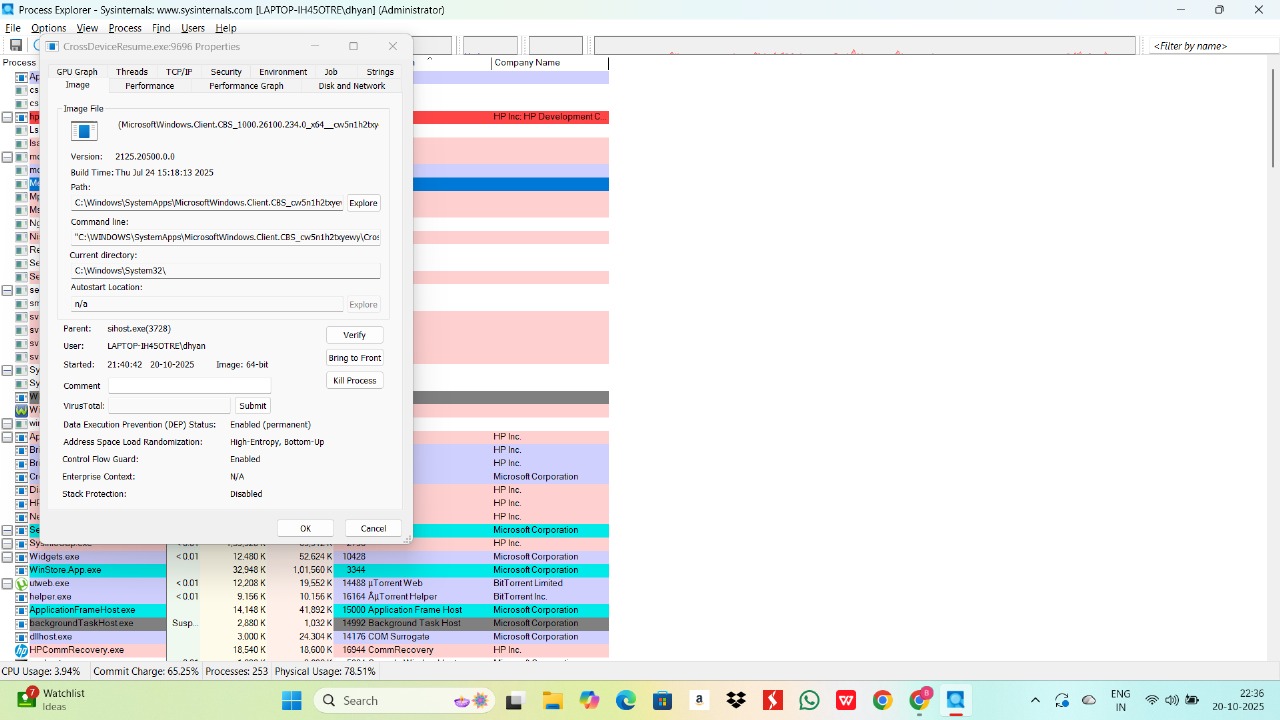 Process Explorer - Sysinternals: www.sysinternals.com [LAPTOP-IH45OTRE\dhyan] (Administrator)
File Options View Process Find Users Help
<Filter by name>
CrossDeviceResume.exe:9696 Properties
GPU Graph Threads TCP/IP Security Environment Job Strings
Image Performance Performance Graph Disk and Network
Image File
(MicrosoftWindows.Client.CBS_1000.26100.234.0_x64__cw5n1h2txy
Version: 2125.20500.0.0
Build Time: Thu Jul 24 15:18:13 2025
Path:
C:\Windows\SystemApps\MicrosoftWindows.Client.CBS_cw5n1h2txyew Explore
Command line:
"C:\WINDOWS\SystemApps\MicrosoftWindows.Client.CBS_cw5n1h2txyewy\Cros
Current directory:
C:\Windows\System32\
Autostart Location:
n/a Explore
Parent: sihost.exe(3728)
Verify
User: LAPTOP-IH45OTRE\dhyan
Bring to Front
Started: 21:40:42 20-10-2025 Image: 64-bit
Kill Process
Comment
VirusTotal: Submit
Data Execution Prevention (DEP) Status: Enabled (permanent)
Address Space Load Randomization: High-Entropy, Bottom-Up
Control Flow Guard: Enabled
Enterprise Context: N/A
Stack Protection: Disabled
OK Cancel
Process
Company Name
HP Inc; HP Development C...
HP Inc.
HP Inc.
HP Inc.
Microsoft Corporation
HP Inc.
HP Inc.
HP Inc.
Microsoft Corporation
HP Inc.
Widgets.exe < 0.01 12,480 K 52,624 K 10428 Microsoft Corporation
WinStore.App.exe 32,948 K 1,01,560 K 3344 Microsoft Corporation
utweb.exe < 0.01 12,208 K 19,552 K 14488 µTorrent Web BitTorrent Limited
helper.exe < 0.01 9,156 K 10,156 K 16164 ÂµTorrent Helper BitTorrent Inc.
ApplicationFrameHost.exe 14,148 K 41,892 K 15000 Application Frame Host Microsoft Corporation
backgroundTaskHost.exe Susp... 2,880 K 1,032 K 14992 Background Task Host Microsoft Corporation
dllhost.exe 3,000 K 24,304 K 14176 COM Surrogate Microsoft Corporation
HPCommRecovery.exe 18,540 K 18,600 K 16944 CommRecovery HP Inc.
CPU Usage: 3.94% Commit Charge: 65.25% Processes: 253 Physical Usage: 78.51%
7 Watchlist
Ideas
Search
8
ENG
IN
22:36
20-10-2025